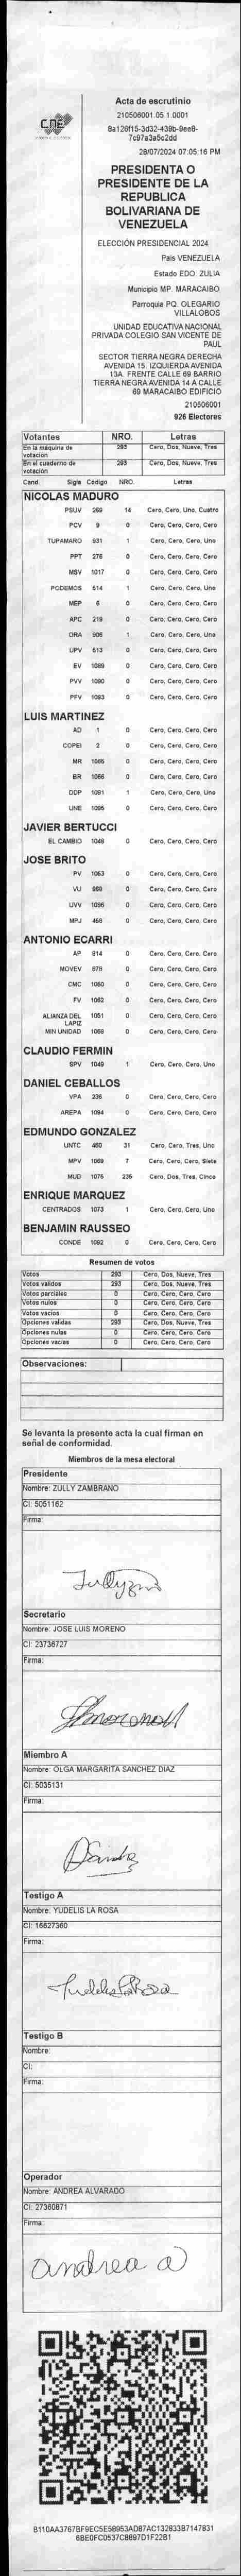 CNE
Acta de escrutinio
210506001.05.1.0001
8a126f15-3d32-439b-9ee8-
7c97a3a5c2dd
28/07/2024 07:05:16 PM
PRESIDENTA O
PRESIDENTE DE LA
REPUBLICA
BOLIVARIANA DE
VENEZUELA
ELECCIÓN PRESIDENCIAL 2024
Pais VENEZUELA
Estado EDO. ZULIA
Municipio MP. MARACAIBO
Parroquia PQ. OLEGARIO
VILLALOBOS
UNIDAD EDUCATIVA NACIONAL
PRIVADA COLEGIO SAN VICENTE DE
PAUL
SECTOR TIERRA NEGRA DERECHA
AVENIDA 15. IZQUIERDA AVENIDA
13A. FRENTE CALLE 69 BARRIO
TIERRA NEGRA AVENIDA 14 A CALLE
69 MARACAIBO EDIFICIO
210506001
926 Electores
Votantes NRO. Letras
En la máquina de votación 293 Cero, Dos, Nueve, Tres
En el cuaderno de votación 293 Cero, Dos, Nueve, Tres
Cand. Sigla Código NRO. Letras
NICOLAS MADURO
PSUV 269 14 Cero, Cero, Uno, Cuatro
PCV 9 0 Cero, Cero, Cero, Cero
TUPAMARO 931 1 Cero, Cero, Cero, Uno
PPT 276 0 Cero, Cero, Cero, Cero
MSV 1017 0 Cero, Cero, Cero, Cero
PODEMOS 514 1 Cero, Cero, Cero, Uno
MEP 6 0 Cero, Cero, Cero, Cero
APC 219 0 Cero, Cero, Cero, Cero
ORA 906 1 Cero, Cero, Cero, Uno
UPV 613 0 Cero, Cero, Cero, Cero
EV 1089 0 Cero, Cero, Cero, Cero
PVV 1090 0 Cero, Cero, Cero, Cero
PFV 1093 0 Cero, Cero, Cero, Cero
LUIS MARTINEZ
AD 1 0 Cero, Cero, Cero, Cero
COPEI 2 0 Cero, Cero, Cero, Cero
MR 1065 0 Cero, Cero, Cero, Cero
BR 1066 0 Cero, Cero, Cero, Cero
DDP 1091 1 Cero, Cero, Cero, Uno
UNE 1095 0 Cero, Cero, Cero, Cero
JAVIER BERTUCCI
EL CAMBIO 1048 0 Cero, Cero, Cero, Cero
JOSE BRITO
PV 1053 0 Cero, Cero, Cero, Cero
VU 868 0 Cero, Cero, Cero, Cero
UVV 1096 0 Cero, Cero, Cero, Cero
MPJ 458 0 Cero, Cero, Cero, Cero
ANTONIO ECARRI
AP 814 0 Cero, Cero, Cero, Cero
MOVEV 878 0 Cero, Cero, Cero, Cero
CMC 1050 0 Cero, Cero, Cero, Cero
FV 1052 0 Cero, Cero, Cero, Cero
ALIANZA DEL LAPIZ 1051 0 Cero, Cero, Cero, Cero
MIN UNIDAD 1068 0 Cero, Cero, Cero, Cero
CLAUDIO FERMIN
SPV 1049 1 Cero, Cero, Cero, Uno
DANIEL CEBALLOS
VPA 236 0 Cero, Cero, Cero, Cero
AREPA 1094 0 Cero, Cero, Cero, Cero
EDMUNDO GONZALEZ
UNTC 460 31 Cero, Cero, Tres, Uno
MPV 1069 7 Cero, Cero, Cero, Siete
MUD 1075 235 Cero, Dos, Tres, Cinco
ENRIQUE MARQUEZ
CENTRADOS 1073 1 Cero, Cero, Cero, Uno
BENJAMIN RAUSSEO
CONDE 1092 0 Cero, Cero, Cero, Cero
Resumen de votos
Votos 293 Cero, Dos, Nueve, Tres
Votos validos 293 Cero, Dos, Nueve, Tres
Votos parciales 0 Cero, Cero, Cero, Cero
Votos nulos 0 Cero, Cero, Cero, Cero
Votos vacios 0 Cero, Cero, Cero, Cero
Opciones validas 293 Cero, Dos, Nueve, Tres
Opciones nulas 0 Cero, Cero, Cero, Cero
Opciones vacias 0 Cero, Cero, Cero, Cero
Observaciones:
Se levanta la presente acta la cual firman en
señal de conformidad.
Miembros de la mesa electoral
Presidente
Nombre: ZULLY ZAMBRANO
CI: 5051162
Firma:
Secretario
Nombre: JOSE LUIS MORENO
CI: 23736727
Firma:
Miembro A
Nombre: OLGA MARGARITA SANCHEZ DIAZ
CI: 5035131
Firma:
Testigo A
Nombre: YUDELIS LA ROSA
CI: 16627360
Firma:
Testigo B
Nombre:
CI:
Firma:
Operador
Nombre: ANDREA ALVARADO
CI: 27360871
Firma:
andrea a
B110AA3767BF9EC5E58953AD87AC132833B7147831
6BE0FC0537C8897D1F22B1